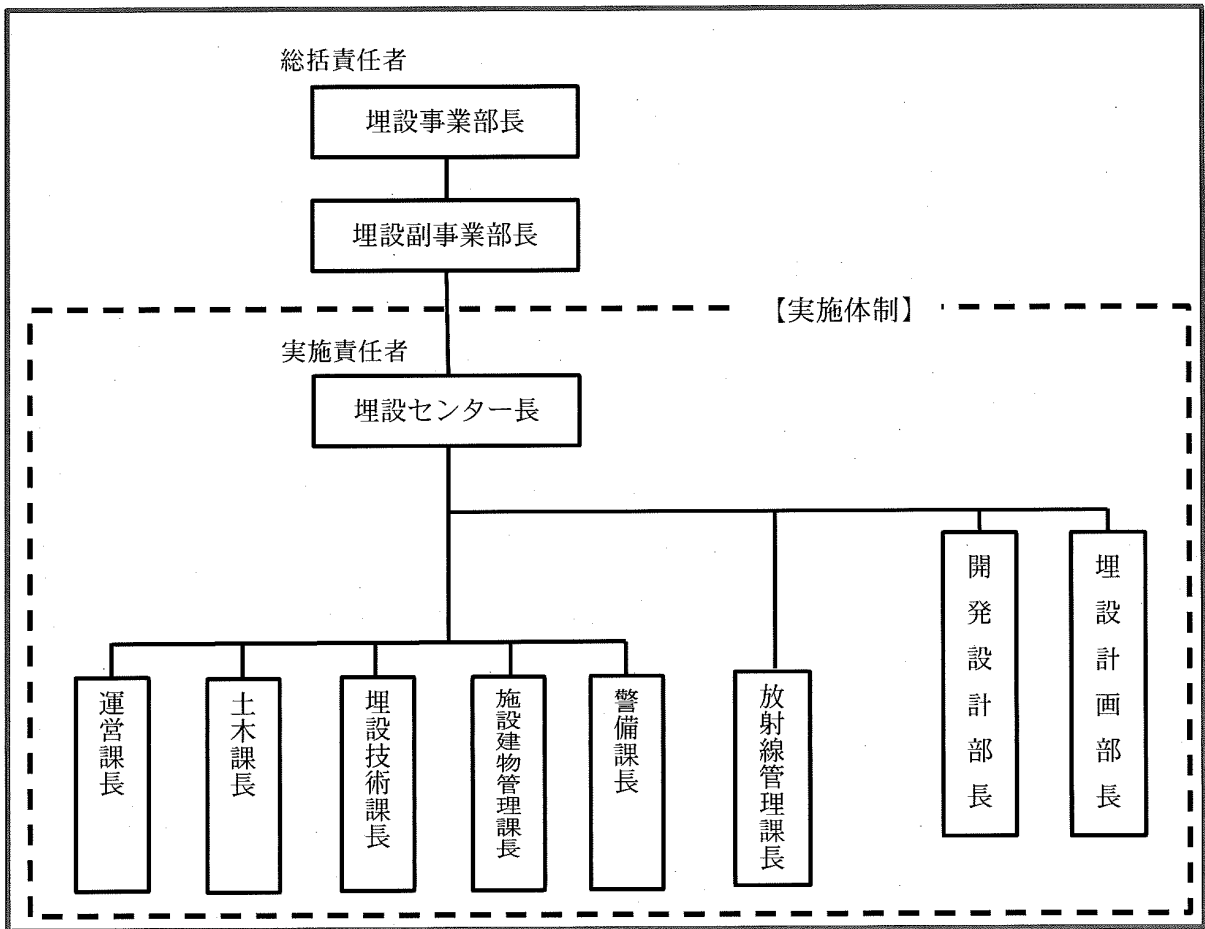 総括責任者
埋設事業部長
埋設副事業部長
【実施体制】
実施責任者
埋設センター長
運営課長
土木課長
埋設技術課長
施設建物管理課長
警備課長
放射線管理課長
開発設計部長
埋設計画部長